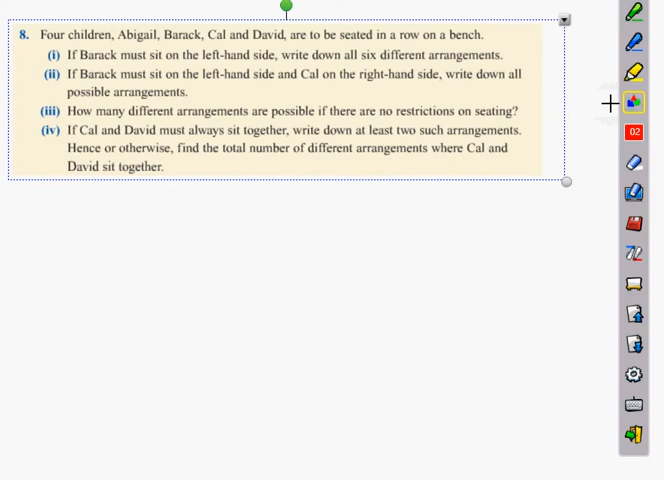 8. Four children, Abigail, Barack, Cal and David, are to be seated in a row on a bench.
(i) If Barack must sit on the left-hand side, write down all six different arrangements.
(ii) If Barack must sit on the left-hand side and Cal on the right-hand side, write down all
possible arrangements.
(iii) How many different arrangements are possible if there are no restrictions on seating?
(iv) If Cal and David must always sit together, write down at least two such arrangements.
Hence or otherwise, find the total number of different arrangements where Cal and
David sit together.
02